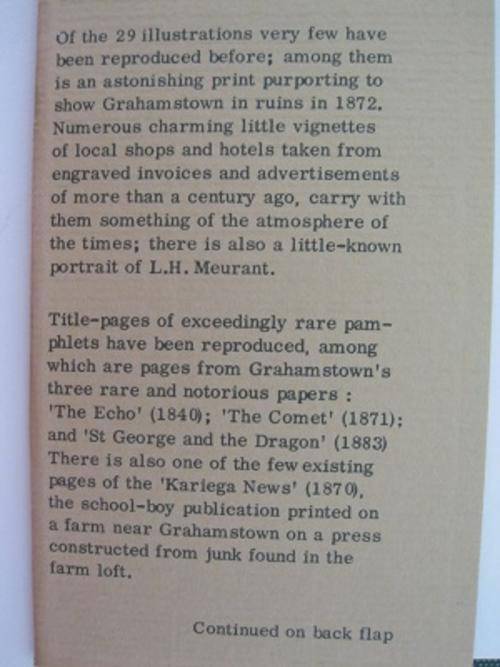 Of the 29 illustrations very few have
been reproduced before; among them
is an astonishing print purporting to
show Grahamstown in ruins in 1872.
Numerous charming little vignettes
of local shops and hotels taken from
engraved invoices and advertisements
of more than a century ago, carry with
them something of the atmosphere of
the times; there is also a little-known
portrait of L.H. Meurant.
Title-pages of exceedingly rare pam-
phlets have been reproduced, among
which are pages from Grahamstown's
three rare and notorious papers :
'The Echo' (1840); 'The Comet' (1871);
and 'St George and the Dragon' (1883)
There is also one of the few existing
pages of the 'Kariega News' (1870),
the school-boy publication printed on
a farm near Grahamstown on a press
constructed from junk found in the
farm loft.
Continued on back flap